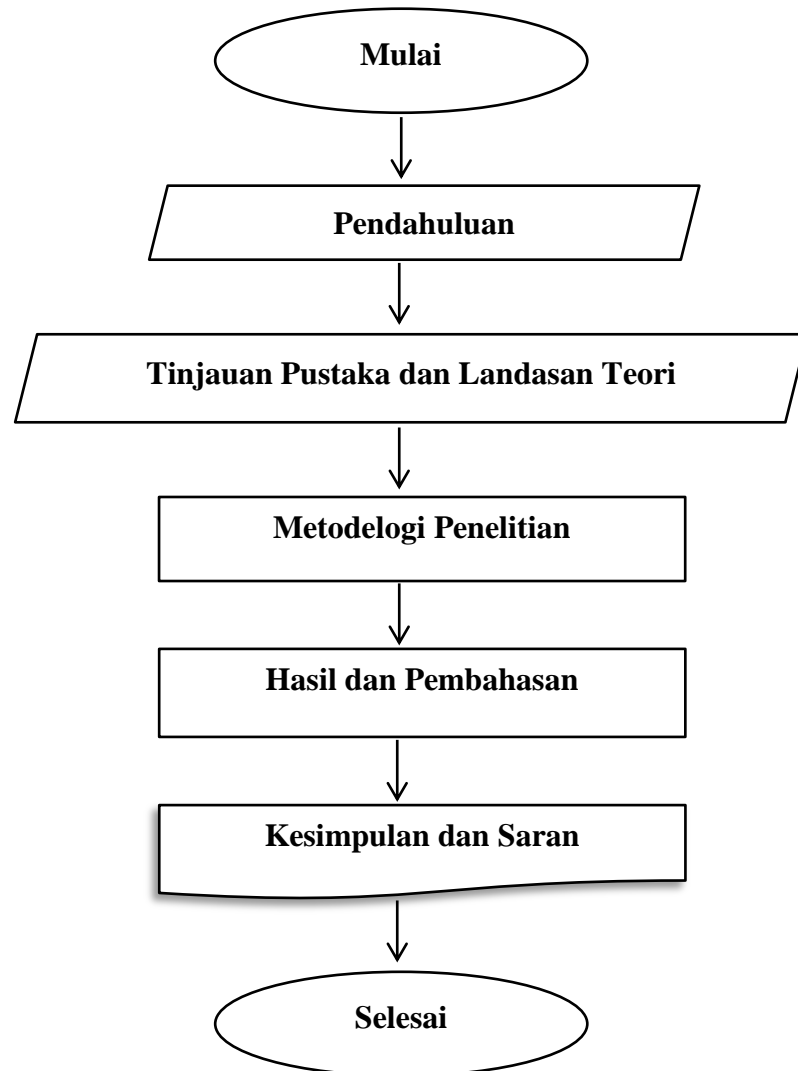 Mulai
Pendahuluan
Tinjauan Pustaka dan Landasan Teori
Metodelogi Penelitian
Hasil dan Pembahasan
Kesimpulan dan Saran
Selesai